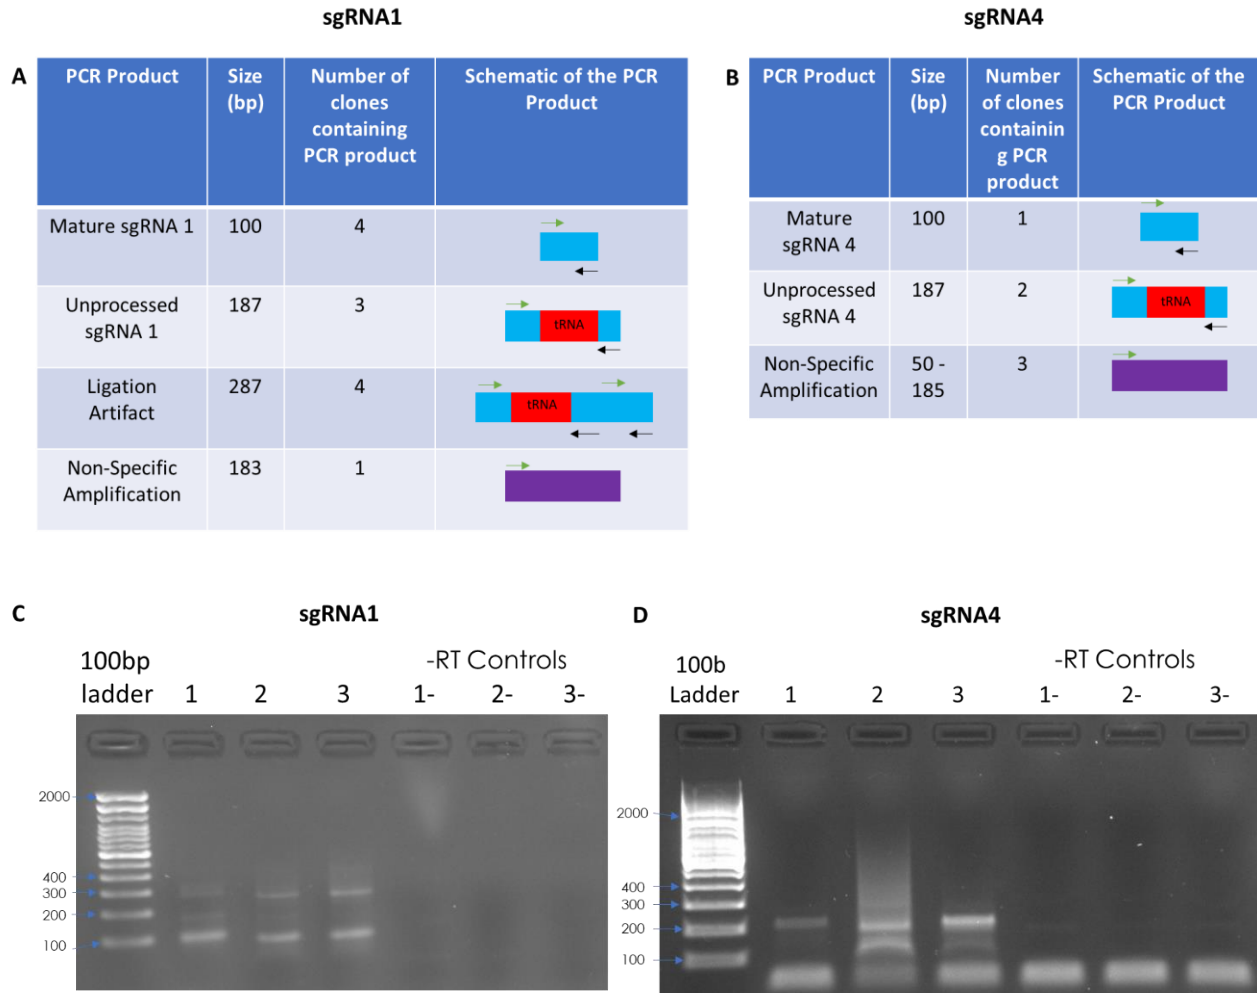 sgRNA1
sgRNA4
A
PCR Product
Size
(bp)
Number of
clones
containing
PCR product
Schematic of the PCR
Product
Mature sgRNA 1
100
4
Unprocessed
sgRNA 1
187
3
tRNA
Ligation
Artifact
287
4
tRNA
Non-Specific
Amplification
183
1
B
PCR Product
Size
(bp)
Number
of clones
containin
g PCR
product
Schematic of the
PCR Product
Mature
sgRNA 4
100
1
Unprocessed
sgRNA 4
187
2
tRNA
Non-Specific
Amplification
50 -
185
3
C
sgRNA1
100bp
ladder
1
2
3
-RT Controls
1-
2-
3-
2000
400
300
200
100
D
sgRNA4
100b
Ladder
1
2
3
-RT Controls
1-
2-
3-
2000
400
300
200
100